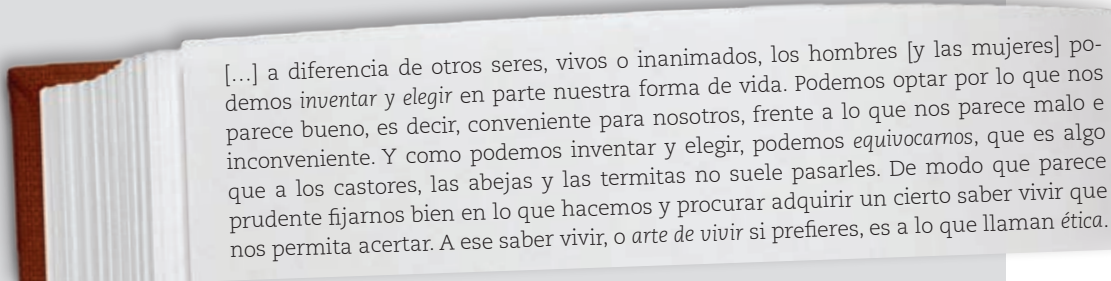 […] a diferencia de otros seres, vivos o inanimados, los hombres [y las mujeres] po-
demos inventar y elegir en parte nuestra forma de vida. Podemos optar por lo que nos
parece bueno, es decir, conveniente para nosotros, frente a lo que nos parece malo e
inconveniente. Y como podemos inventar y elegir, podemos equivocarnos, que es algo
que a los castores, las abejas y las termitas no suele pasarles. De modo que parece
prudente fijarnos bien en lo que hacemos y procurar adquirir un cierto saber vivir que
nos permita acertar. A ese saber vivir, o arte de vivir si prefieres, es a lo que llaman ética.